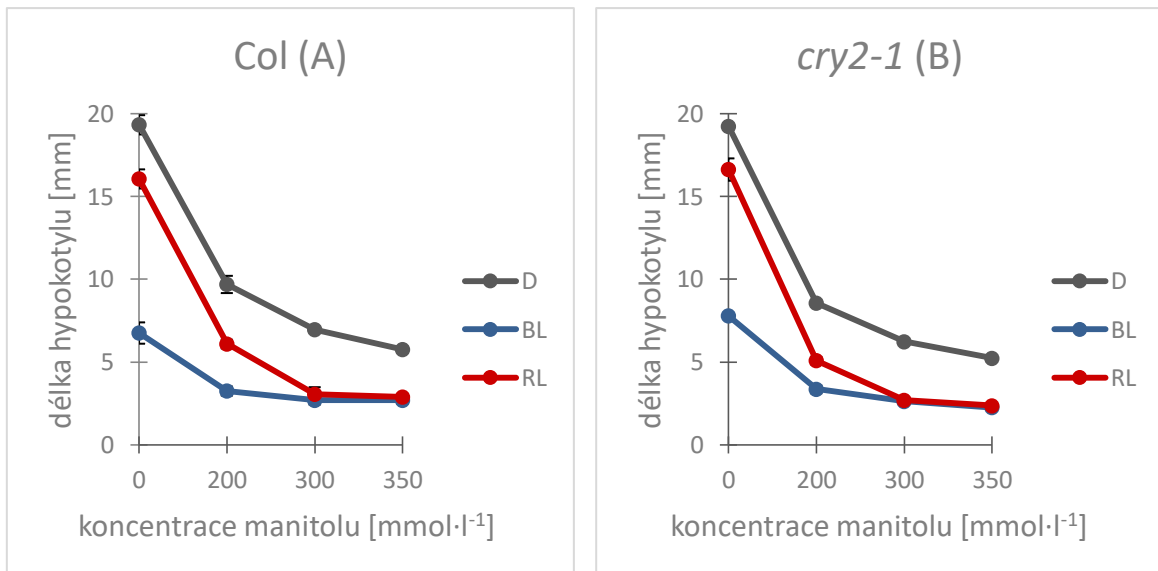 Col (A)
20
15
10
5
0
0 200 300 350
délka hypokotylu [mm]
koncentrace manitolu [mmol·l-1]
D
BL
RL
cry2-1 (B)
20
15
10
5
0
0 200 300 350
délka hypokotylu [mm]
koncentrace manitolu [mmol·l-1]
D
BL
RL